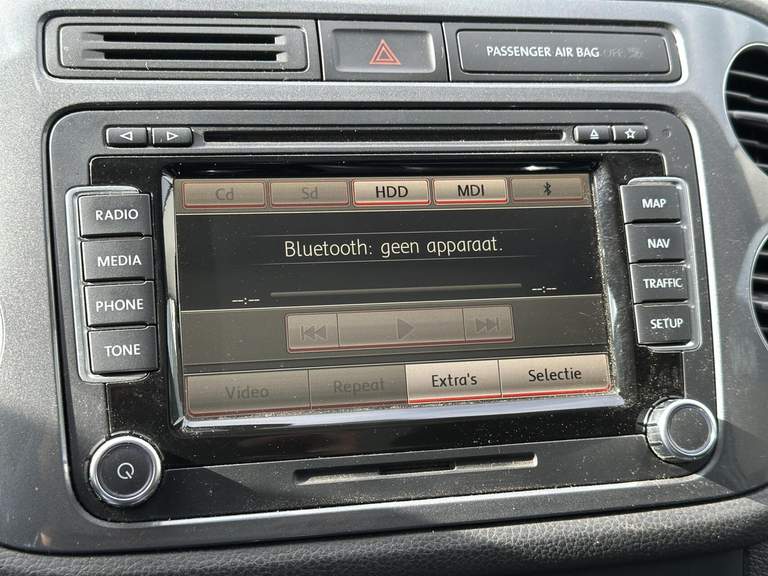 PASSENGER AIR BAG OFF
RADIO
MEDIA
PHONE
TONE
Cd Sd HDD MDI
Bluetooth: geen apparaat.
--:-- --:--
Video Repeat Extra's Selectie
MAP
NAV
TRAFFIC
SETUP